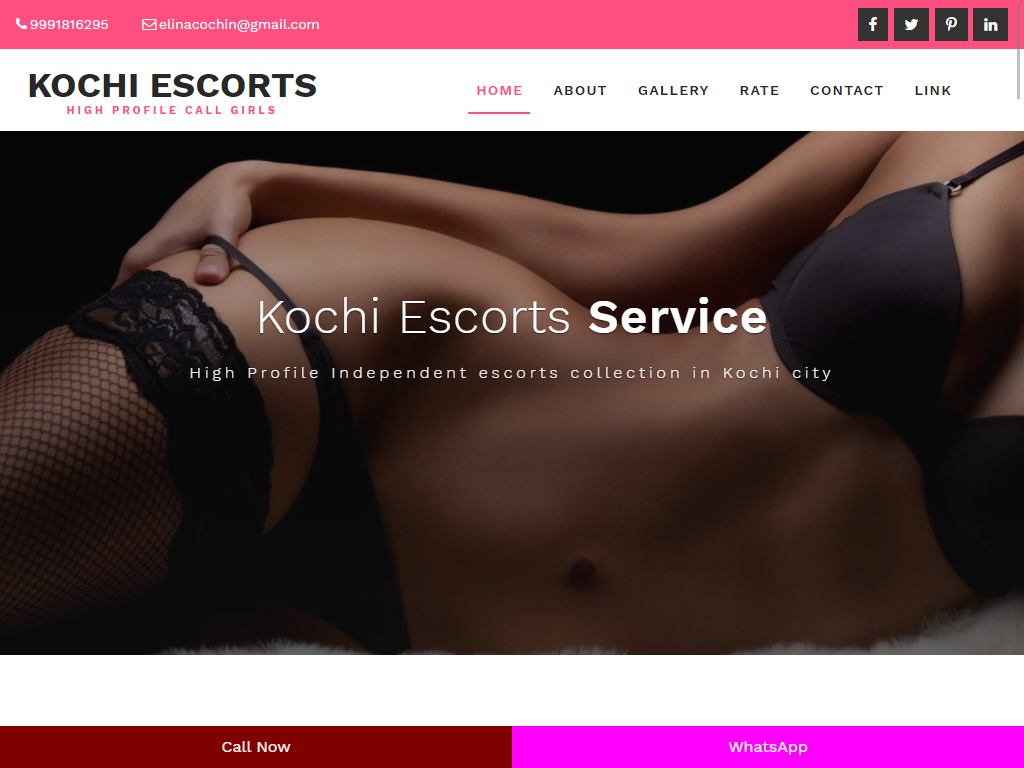 9991816295
elinacochin@gmail.com
KOCHI ESCORTS
HIGH PROFILE CALL GIRLS
HOME ABOUT GALLERY RATE CONTACT LINK
Kochi Escorts Service
High Profile Independent escorts collection in Kochi city
Call Now
WhatsApp